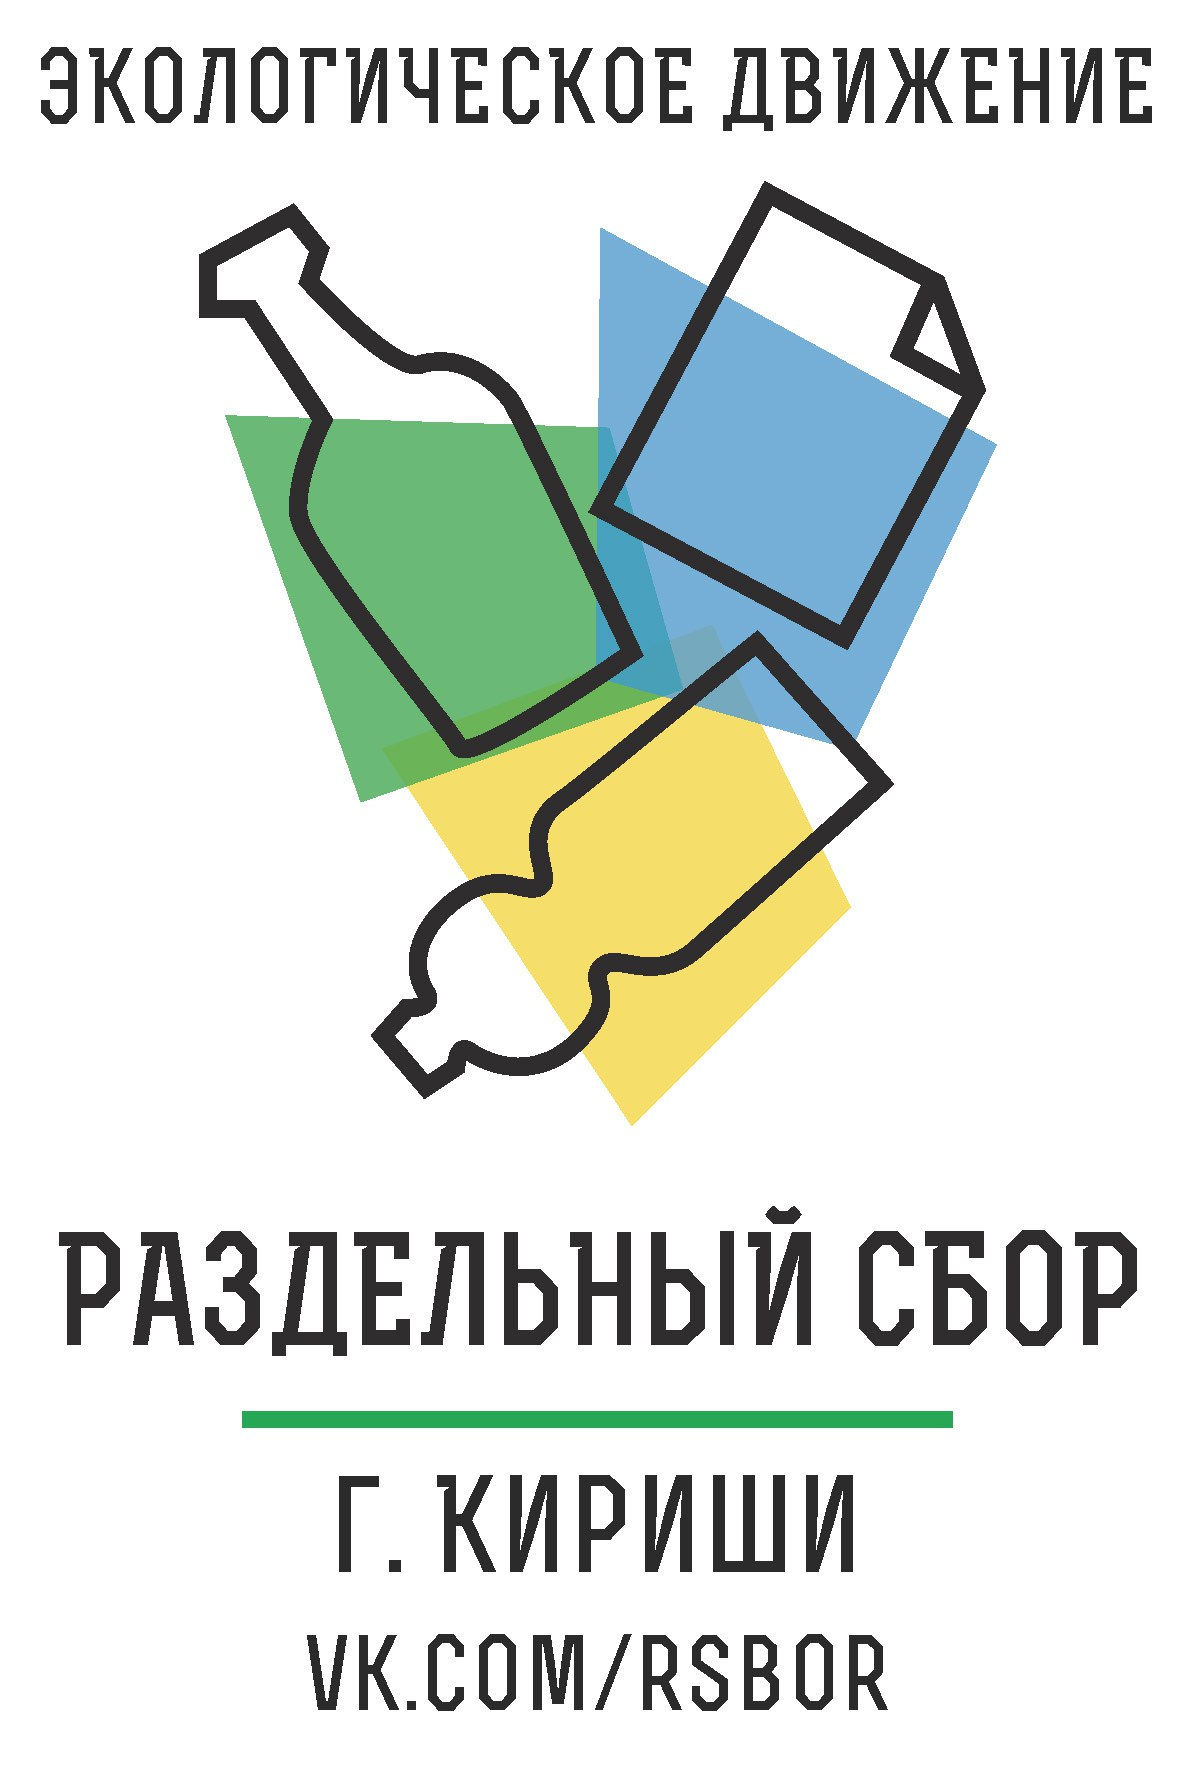 ЭКОЛОГИЧЕСКОЕ ДВИЖЕНИЕ
РАЗДЕЛЬНЫЙ СБОР
Г. КИРИШИ
VK.COM/RSBOR